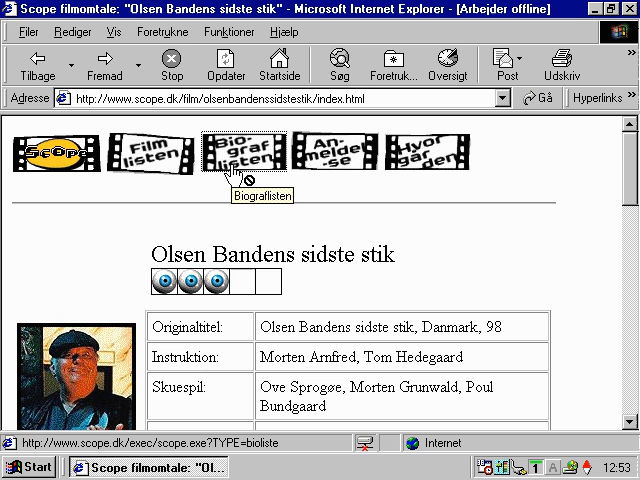 Scope filmomtale: "Olsen Bandens sidste stik" - Microsoft Internet Explorer - [Arbejder offline]
Filer Rediger Vis Foretrukne Funktioner Hjælp
Tilbage Fremad Stop Opdater Startside Søg Foretruk... Oversigt Post Udskriv
Adresse http://www.scope.dk/film/olsenbandenssidstestik/index.html Gå Hyperlinks
Scope
Film
listen
Bio-
graf
listen
An-
meldel
-se
Hvor
går
den
Biograflisten
Olsen Bandens sidste stik
Originaltitel: Olsen Bandens sidste stik, Danmark, 98
Instruktion: Morten Arnfred, Tom Hedegaard
Skuespil: Ove Sprogøe, Morten Grunwald, Poul
Bundgaard
http://www.scope.dk/exec/scope.exe?TYPE=bioliste Internet
Start Scope filmomtale: "Ol... 1 A 12:53